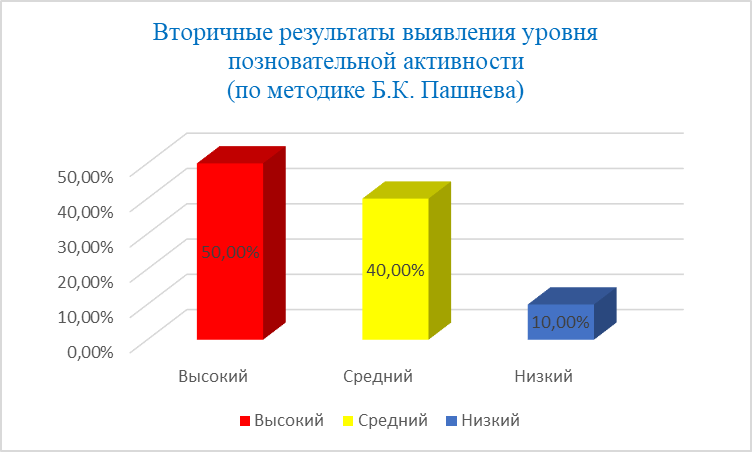 Вторичные результаты выявления уровня
позновательной активности
(по методике Б.К. Пашнева)
50,00%
40,00%
30,00%
20,00%
10,00%
0,00%
50,00%
40,00%
10,00%
Высокий
Средний
Низкий
Высокий
Средний
Низкий